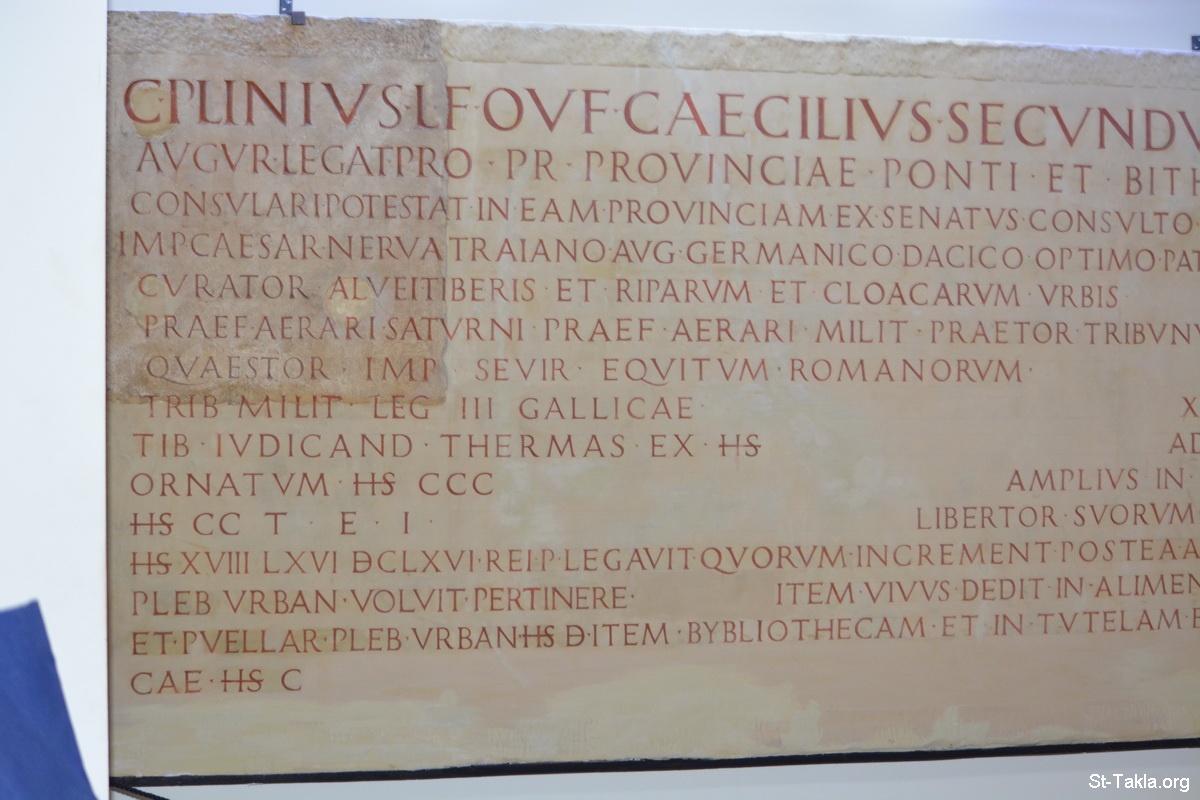 C·PLINIVS·L·F·OVF·CAECILIVS·SECVNDV
AVGVR·LEGAT·PRO · PR · PROVINCIAE · PONTI · ET · BITH
CONSVLARI·POTESTAT·IN·EAM·PROVINCIAM·EX·SENATVS·CONSVLTO
IMP·CAESAR·NERVA·TRAIANO·AVG·GERMANICO·DACICO·OPTIMO·PAT
CVRATOR ALVEI·TIBERIS · ET · RIPARVM · ET · CLOACARVM · VRBIS
PRAEF·AERARI·SATVRNI · PRAEF · AERARI · MILIT · PRAETOR·TRIBVNV
QVAESTOR · IMP · SEVIR · EQVITVM · ROMANORVM·
TRIB·MILIT· LEG III GALLICAE· X
TIB · IVDICAND · THERMAS · EX · HS AD
ORNATVM · HS CCC AMPLIVS IN·
HS CC T · E · I · LIBERTOR·SVORVM
HS XVIII LXVI DCLXVI·REI·P·LEGAVIT·QVORVM·INCREMENT·POSTEA·A
PLEB VRBAN·VOLVIT·PERTINERE· ITEM·VIVVS·DEDIT·IN·ALIMEN
ET·PVELLAR·PLEB·VRBAN·HS D·ITEM·BYBLIOTHECAM·ET·IN·TVTELAM·B
CAE·HS C
St-Takla.org